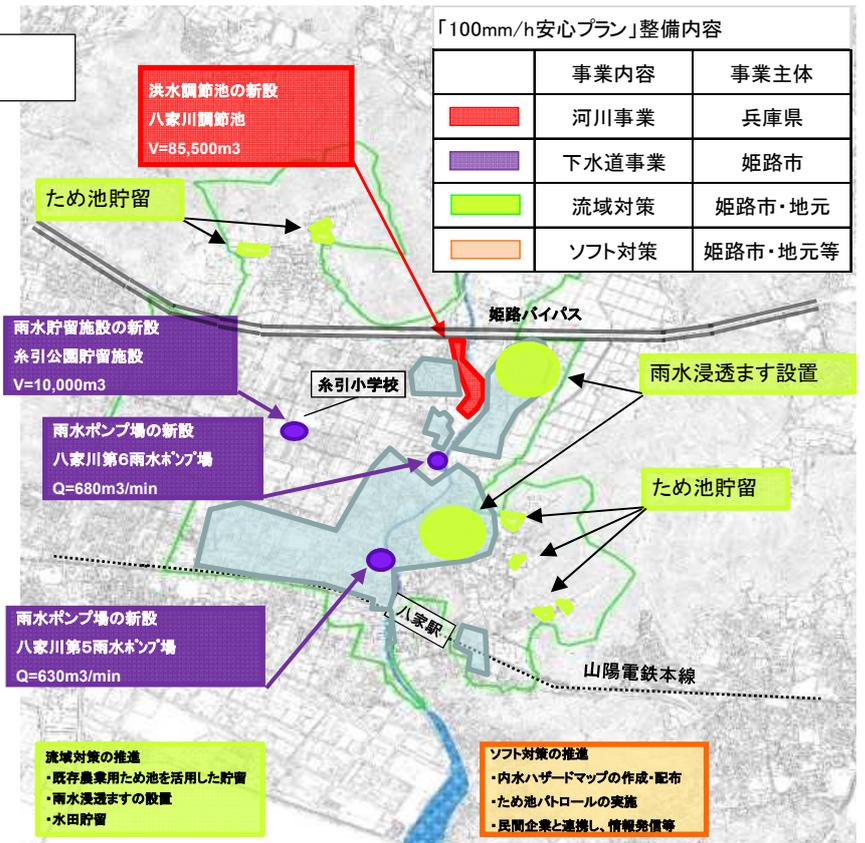 「100mm/h安心プラン」整備内容
事業内容 事業主体
河川事業 兵庫県
下水道事業 姫路市
流域対策 姫路市・地元
ソフト対策 姫路市・地元等
洪水調節池の新設
八家川調節池
V=85,500m3
ため池貯留
姫路バイパス
雨水貯留施設の新設
糸引公園貯留施設
V=10,000m3
糸引小学校
雨水浸透ます設置
雨水ポンプ場の新設
八家川第6雨水ポンプ場
Q=680m3/min
ため池貯留
雨水ポンプ場の新設
八家川第5雨水ポンプ場
Q=630m3/min
八家駅
山陽電鉄本線
流域対策の推進
・既存農業用ため池を活用した貯留
・雨水浸透ますの設置
・水田貯留
ソフト対策の推進
・内水ハザードマップの作成・配布
・ため池パトロールの実施
・民間企業と連携し、情報発信等